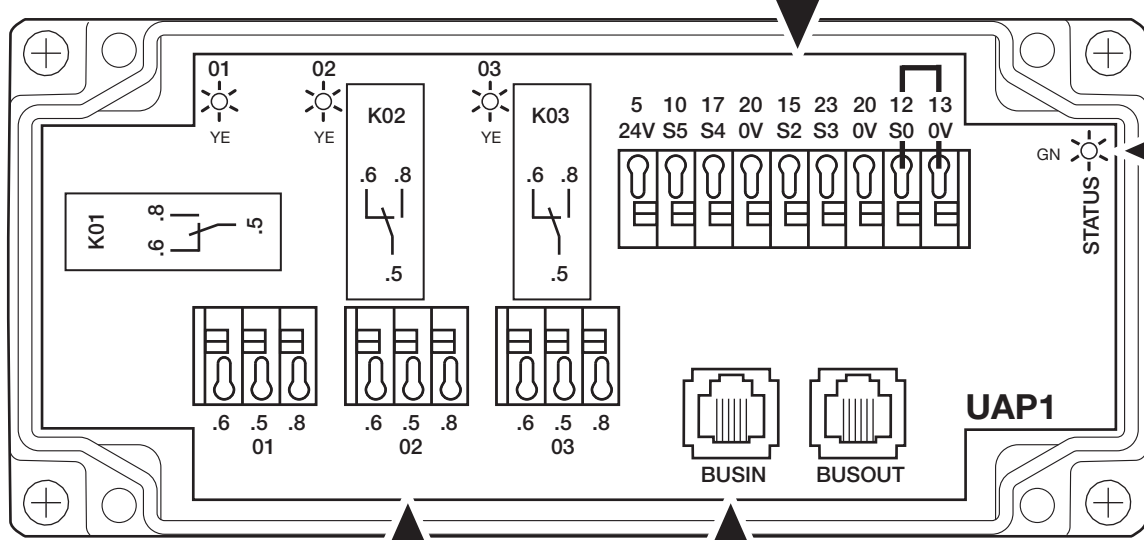 01 02 03
YE YE YE
K01 .8 .6 .5
K02
.6 .8
.5
K03
.6 .8
.5
5 10 17 20 15 23 20 12 13
24V S5 S4 0V S2 S3 0V S0 0V
GN
STATUS
.6 .5 .8 .6 .5 .8 .6 .5 .8
01 02 03
BUSIN BUSOUT
UAP1